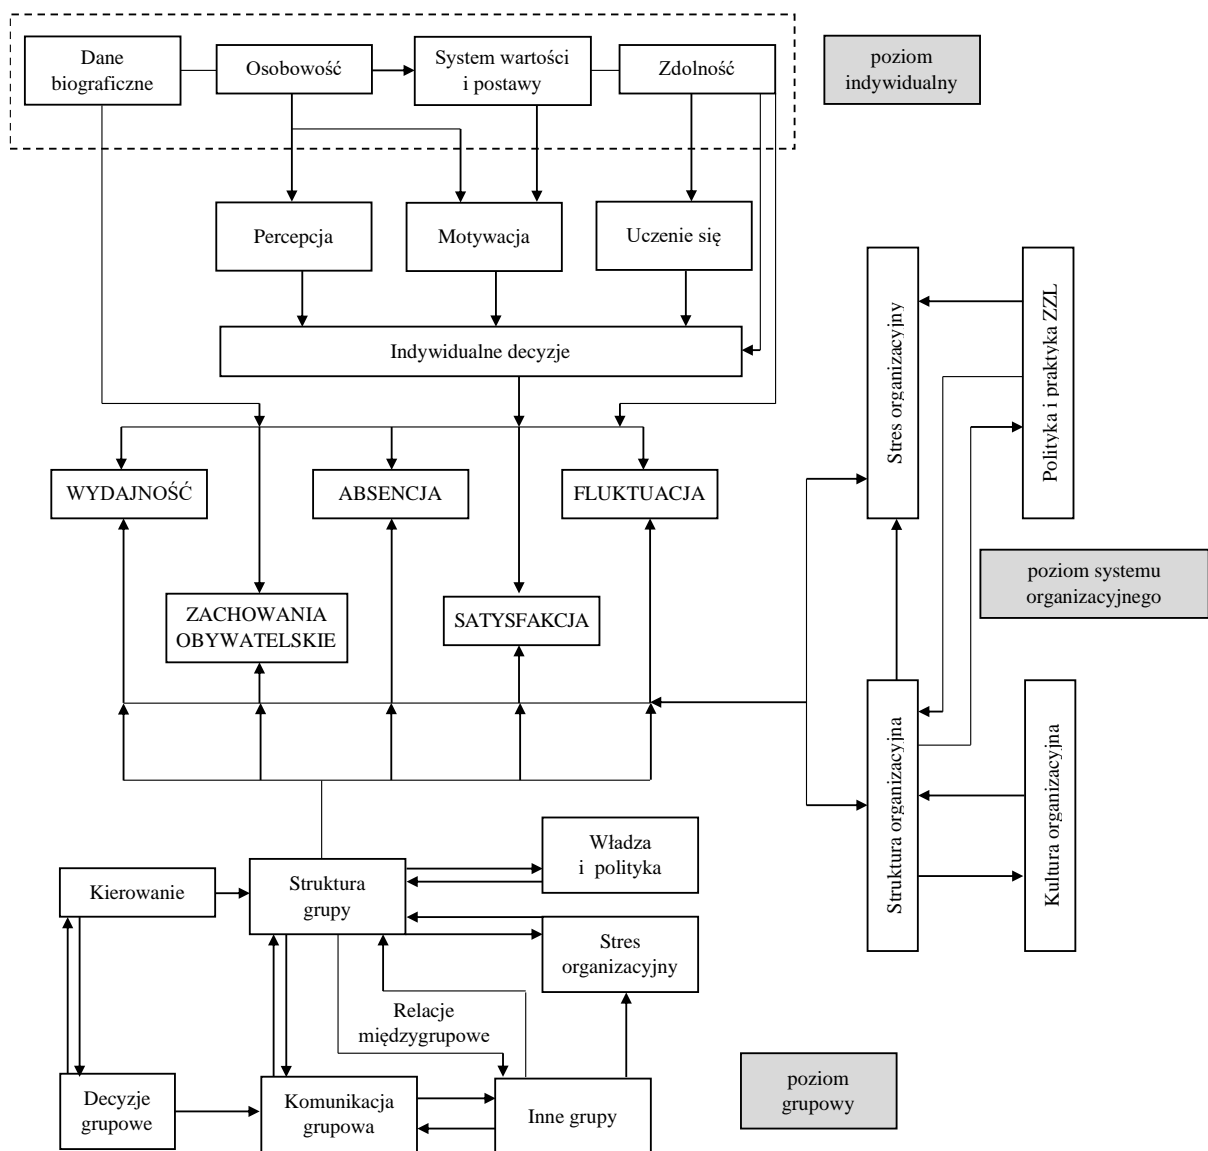 Dane
biograficzne
Osobowość
System wartości
i postawy
Zdolność
poziom
indywidualny
Percepcja
Motywacja
Uczenie się
Indywidualne decyzje
Stres organizacyjny
Polityka i praktyka ZZL
WYDAJNOŚĆ
ABSENCJA
FLUKTUACJA
poziom systemu
organizacyjnego
ZACHOWANIA
OBYWATELSKIE
SATYSFAKCJA
Struktura organizacyjna
Kultura organizacyjna
Władza
i polityka
Kierowanie
Struktura
grupy
Stres
organizacyjny
Relacje
międzygrupowe
Decyzje
grupowe
Komunikacja
grupowa
Inne grupy
poziom
grupowy